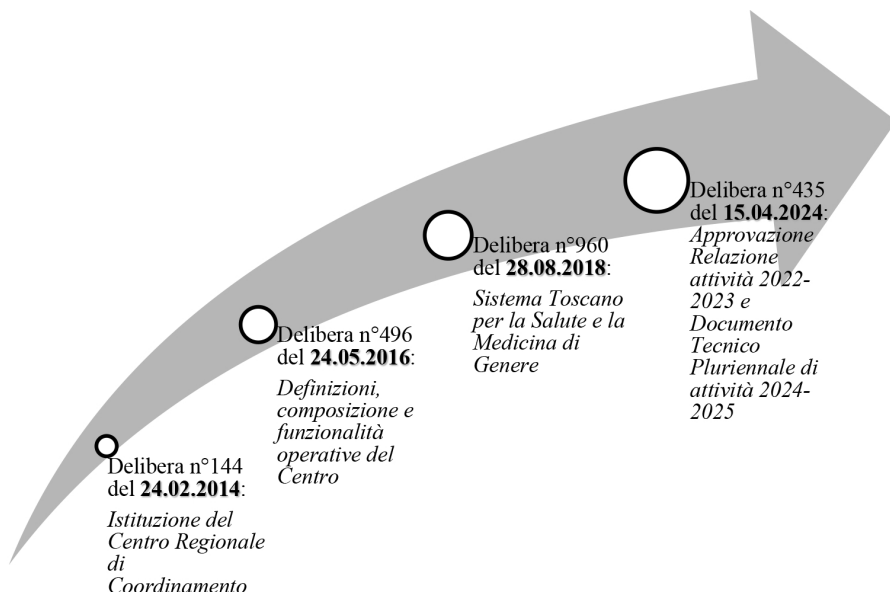 Delibera n°144
del 24.02.2014:
Istituzione del
Centro Regionale
di
Coordinamento
Delibera n°496
del 24.05.2016:
Definizioni,
composizione e
funzionalità
operative del
Centro
Delibera n°960
del 28.08.2018:
Sistema Toscano
per la Salute e la
Medicina di
Genere
Delibera n°435
del 15.04.2024:
Approvazione
Relazione
attività 2022-
2023 e
Documento
Tecnico
Pluriennale di
attività 2024-
2025